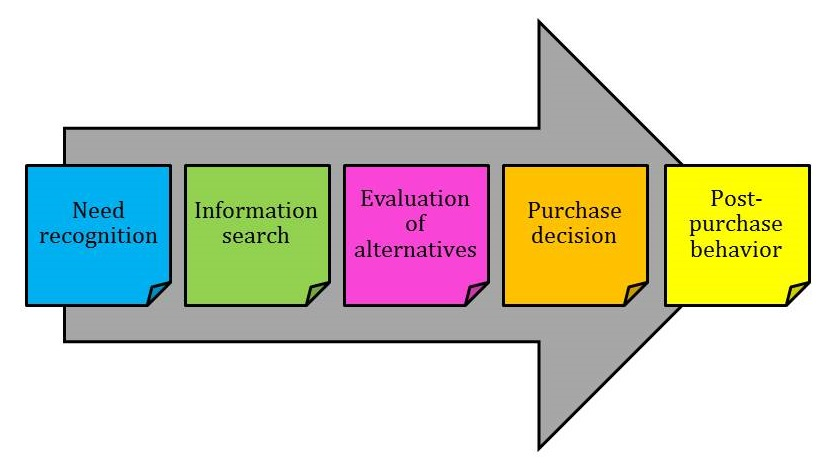 Need
recognition
Information
search
Evaluation
of
alternatives
Purchase
decision
Post-
purchase
behavior